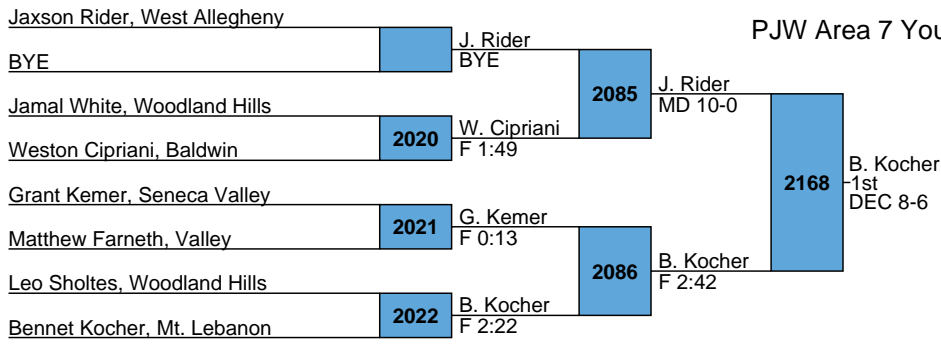 Jaxson Rider, West Allegheny
PJW Area 7 You
J. Rider
BYE
BYE
2085
J. Rider
MD 10-0
Jamal White, Woodland Hills
2020
W. Cipriani
F 1:49
Weston Cipriani, Baldwin
2168
B. Kocher
1st
DEC 8-6
Grant Kemer, Seneca Valley
2021
G. Kemer
F 0:13
Matthew Farneth, Valley
2086
B. Kocher
F 2:42
Leo Sholtes, Woodland Hills
2022
B. Kocher
F 2:22
Bennet Kocher, Mt. Lebanon